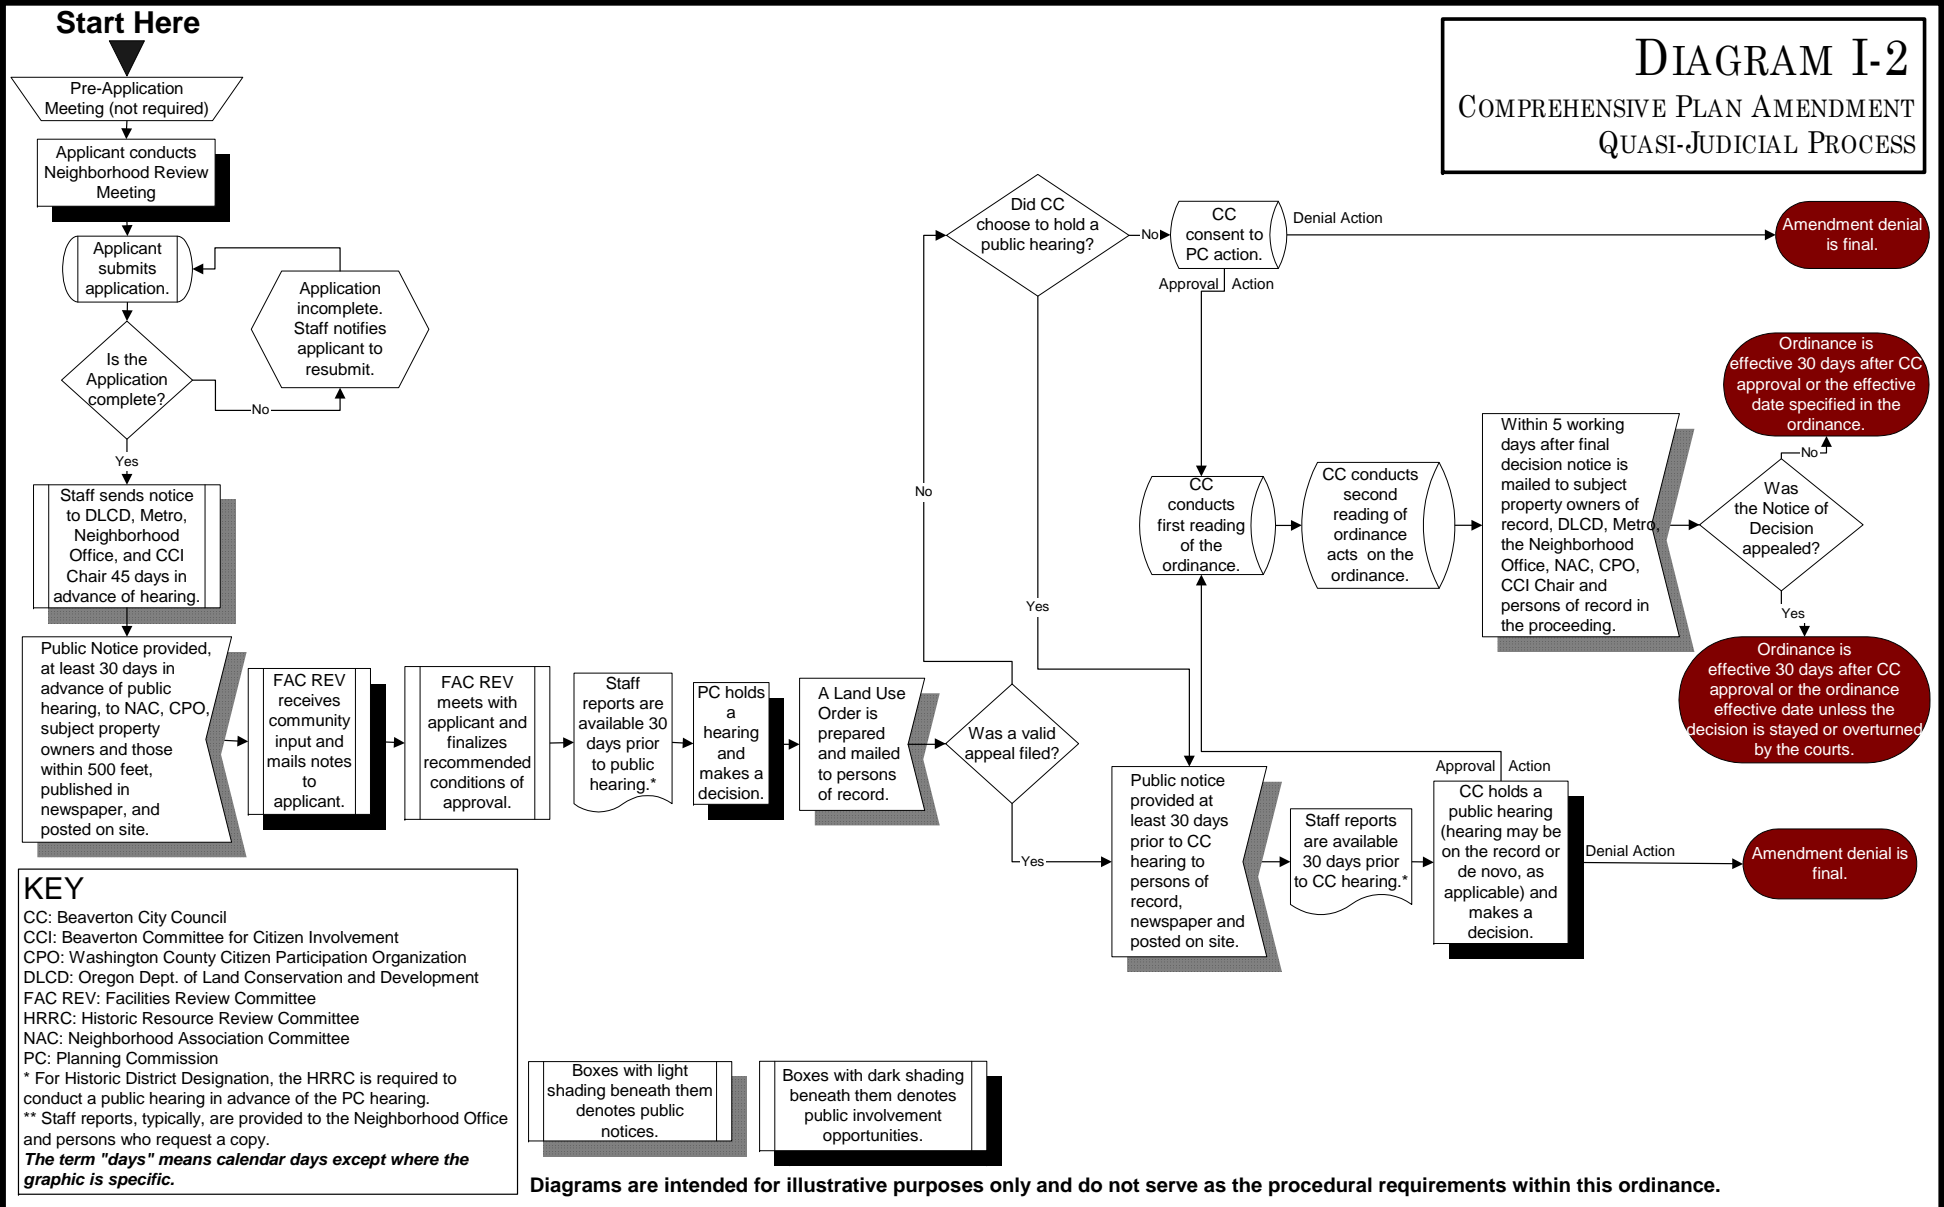 Start Here
DIAGRAM I-2
COMPREHENSIVE PLAN AMENDMENT
QUASI-JUDICIAL PROCESS
Pre-Application
Meeting (not required)
Applicant conducts
Neighborhood Review
Meeting
Applicant
submits
application.
Application
incomplete.
Staff notifies
applicant to
resubmit.
Is the
Application
complete?
No
Yes
Staff sends notice
to DLCD, Metro,
Neighborhood
Office, and CCI
Chair 45 days in
advance of hearing.
Public Notice provided,
at least 30 days in
advance of public
hearing, to NAC, CPO,
subject property
owners and those
within 500 feet,
published in
newspaper, and
posted on site.
FAC REV
receives
community
input and
mails notes
to
applicant.
FAC REV
meets with
applicant and
finalizes
recommended
conditions of
approval.
Staff
reports are
available 30
days prior
to public
hearing.*
PC holds
a
hearing
and
makes a
decision.
A Land Use
Order is
prepared
and mailed
to persons
of record.
Was a valid
appeal filed?
No
Yes
Did CC
choose to hold a
public hearing?
No
Yes
CC
consent to
PC action.
Denial Action
Amendment denial
is final.
Approval Action
CC
conducts
first reading
of the
ordinance.
CC conducts
second
reading of
ordinance
acts on the
ordinance.
Within 5 working
days after final
decision notice is
mailed to subject
property owners of
record, DLCD, Metro,
the Neighborhood
Office, NAC, CPO,
CCI Chair and
persons of record in
the proceeding.
Was
the Notice of
Decision
appealed?
No
Ordinance is
effective 30 days after CC
approval or the effective
date specified in the
ordinance.
Yes
Ordinance is
effective 30 days after CC
approval or the ordinance
effective date unless the
decision is stayed or overturned
by the courts.
Public notice
provided at
least 30 days
prior to CC
hearing to
persons of
record,
newspaper and
posted on site.
Staff reports
are available
30 days prior
to CC hearing.*
Approval Action
CC holds a
public hearing
(hearing may be
on the record or
de novo, as
applicable) and
makes a
decision.
Denial Action
Amendment denial is
final.
KEY
CC: Beaverton City Council
CCI: Beaverton Committee for Citizen Involvement
CPO: Washington County Citizen Participation Organization
DLCD: Oregon Dept. of Land Conservation and Development
FAC REV: Facilities Review Committee
HRRC: Historic Resource Review Committee
NAC: Neighborhood Association Committee
PC: Planning Commission
* For Historic District Designation, the HRRC is required to
conduct a public hearing in advance of the PC hearing.
** Staff reports, typically, are provided to the Neighborhood Office
and persons who request a copy.
The term "days" means calendar days except where the
graphic is specific.
Boxes with light
shading beneath them
denotes public
notices.
Boxes with dark shading
beneath them denotes
public involvement
opportunities.
Diagrams are intended for illustrative purposes only and do not serve as the procedural requirements within this ordinance.